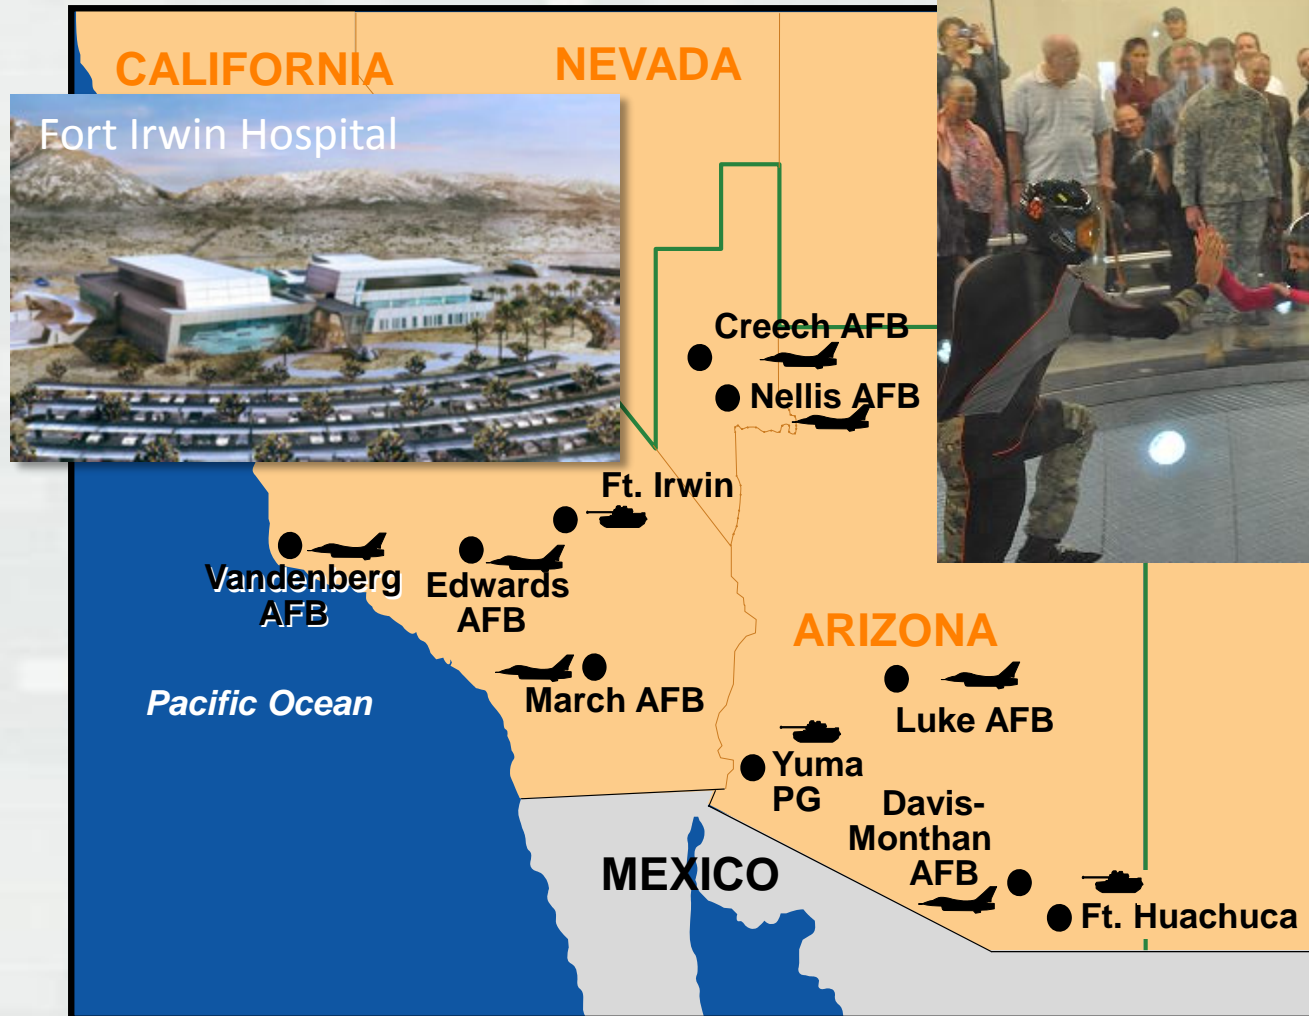 CALIFORNIA
NEVADA
Fort Irwin Hospital
Creech AFB
Nellis AFB
Ft. Irwin
Vandenberg
AFB
Edwards
AFB
ARIZONA
March AFB
Pacific Ocean
Luke AFB
Yuma
PG
Davis-
Monthan
AFB
MEXICO
Ft. Huachuca